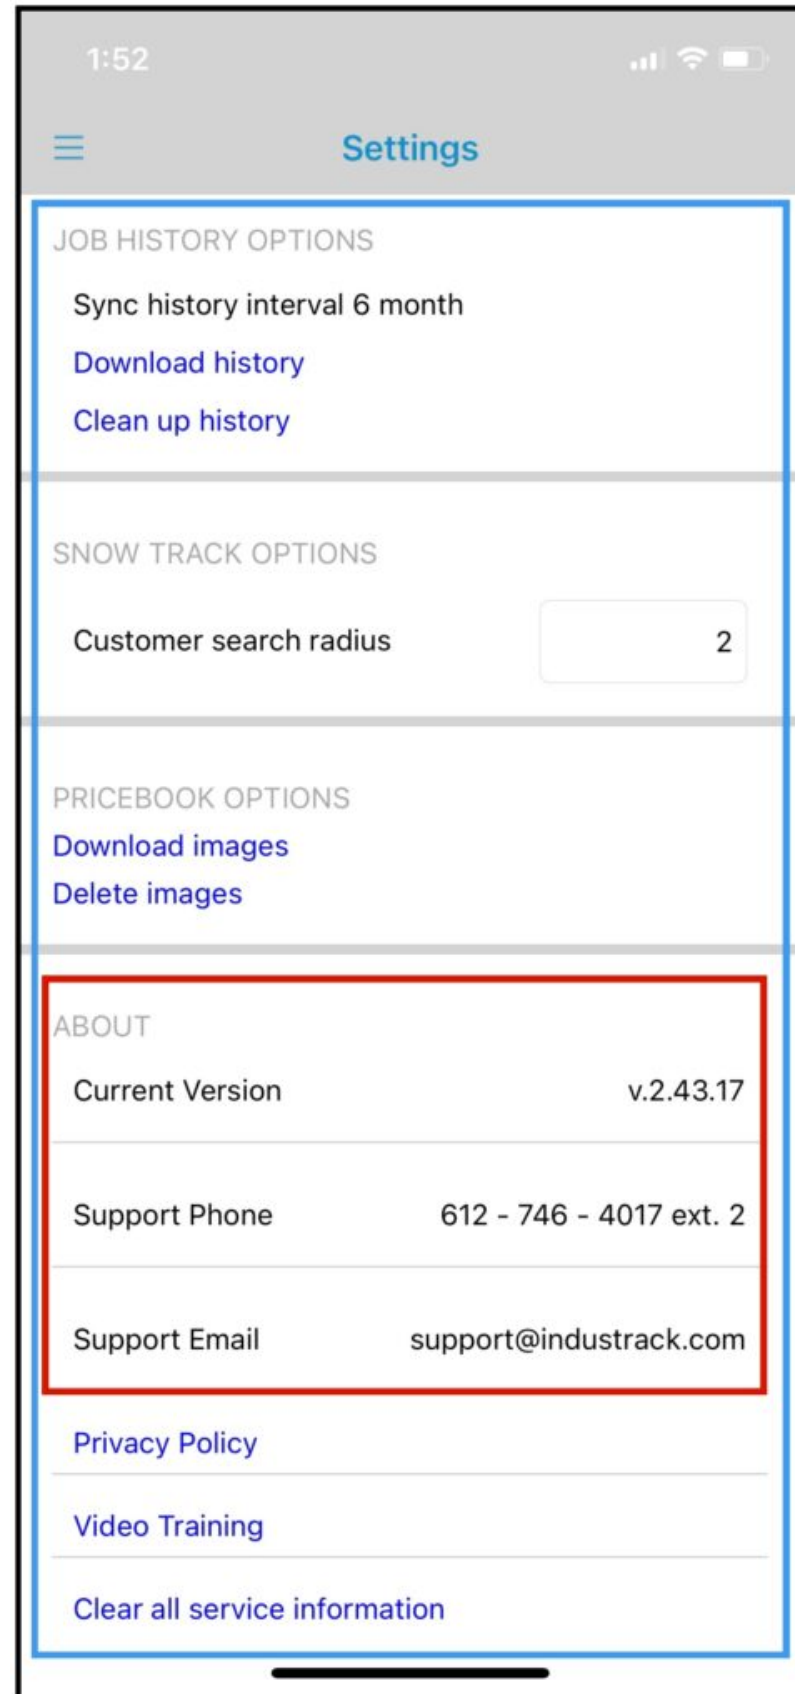 1:52
Settings
JOB HISTORY OPTIONS
Sync history interval 6 month
Download history
Clean up history
SNOW TRACK OPTIONS
Customer search radius 2
PRICEBOOK OPTIONS
Download images
Delete images
ABOUT
Current Version v.2.43.17
Support Phone 612 - 746 - 4017 ext. 2
Support Email support@industrack.com
Privacy Policy
Video Training
Clear all service information